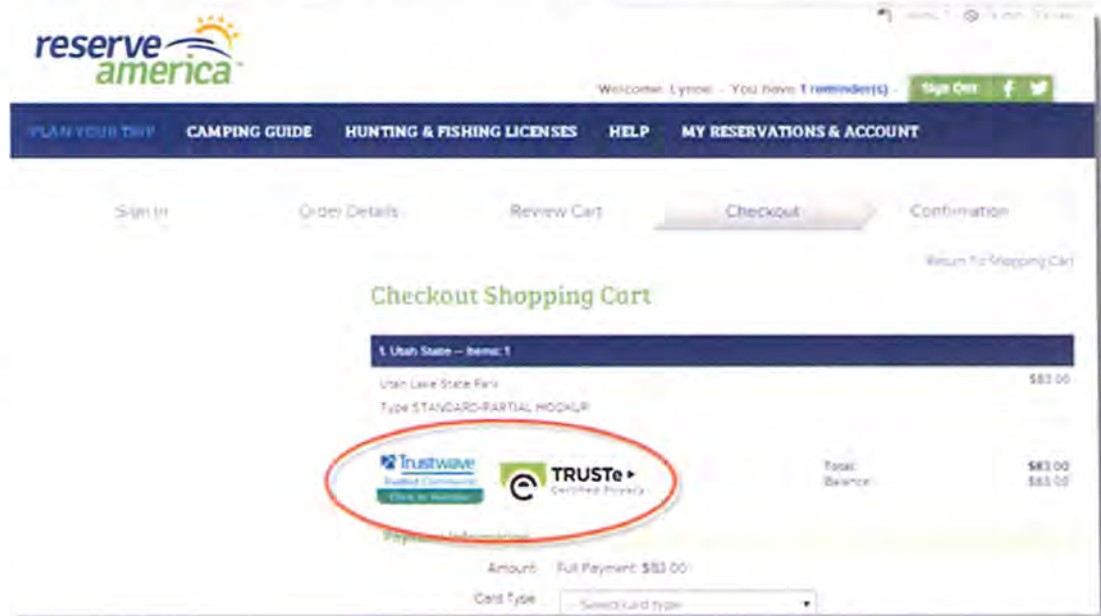 reserve
america
Welcome, Lynne - You have 1 reminder(s) - Sign Out
PLAN YOUR TRIP CAMPING GUIDE HUNTING & FISHING LICENSES HELP MY RESERVATIONS & ACCOUNT
Sign In Order Details Review Cart Checkout Confirmation
Return To Shopping Cart
Checkout Shopping Cart
1. Utah State -- Items: 1
Utah Lake State Park $83.00
Type STANDARD-PARTIAL HOOKUP
Trustwave
Trusted Commerce
Click to Validate
TRUSTe
Certified Privacy
Total: $83.00
Balance: $83.00
Payment Information
Amount: Full Payment: $83.00
Card Type - Select card type